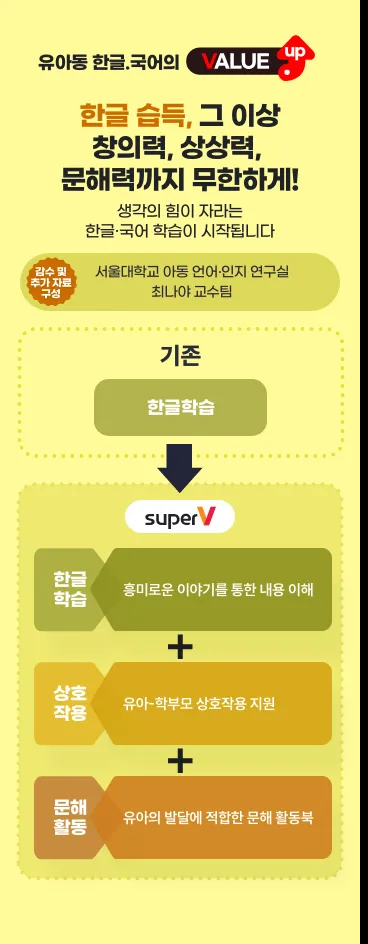 유아동 한글.국어의 VALUE up
한글 습득, 그 이상
창의력, 상상력,
문해력까지 무한하게!
생각의 힘이 자라는
한글·국어 학습이 시작됩니다
감수 및
추가 자료
구성
서울대학교 아동 언어·인지 연구실
최나야 교수팀
기존
한글학습
superV
한글
학습
흥미로운 이야기를 통한 내용 이해
+
상호
작용
유아-학부모 상호작용 지원
+
문해
활동
유아의 발달에 적합한 문해 활동북